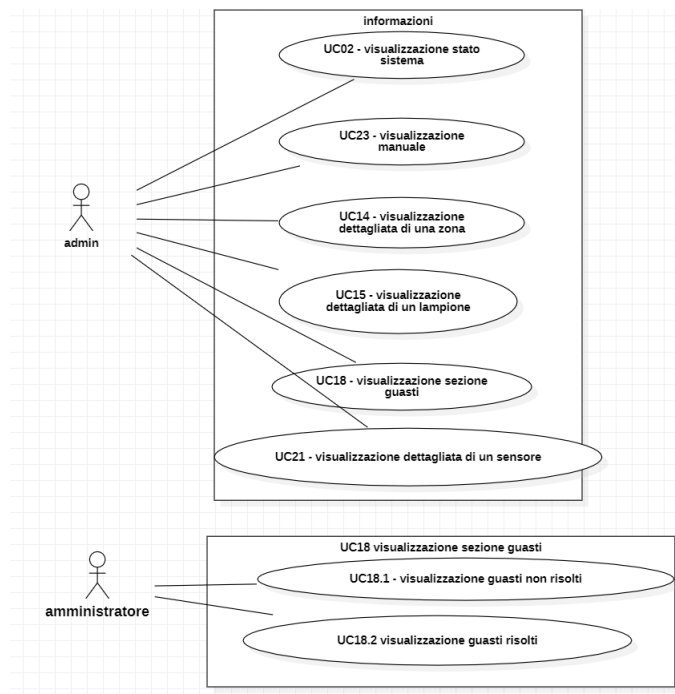 informazioni
UC02 - visualizzazione stato
sistema
UC23 - visualizzazione
manuale
UC14 - visualizzazione
dettagliata di una zona
admin
UC15 - visualizzazione
dettagliata di un lampione
UC18 - visualizzazione sezione
guasti
UC21 - visualizzazione dettagliata di un sensore
UC18 visualizzazione sezione guasti
UC18.1 - visualizzazione guasti non risolti
amministratore
UC18.2 visualizzazione guasti risolti